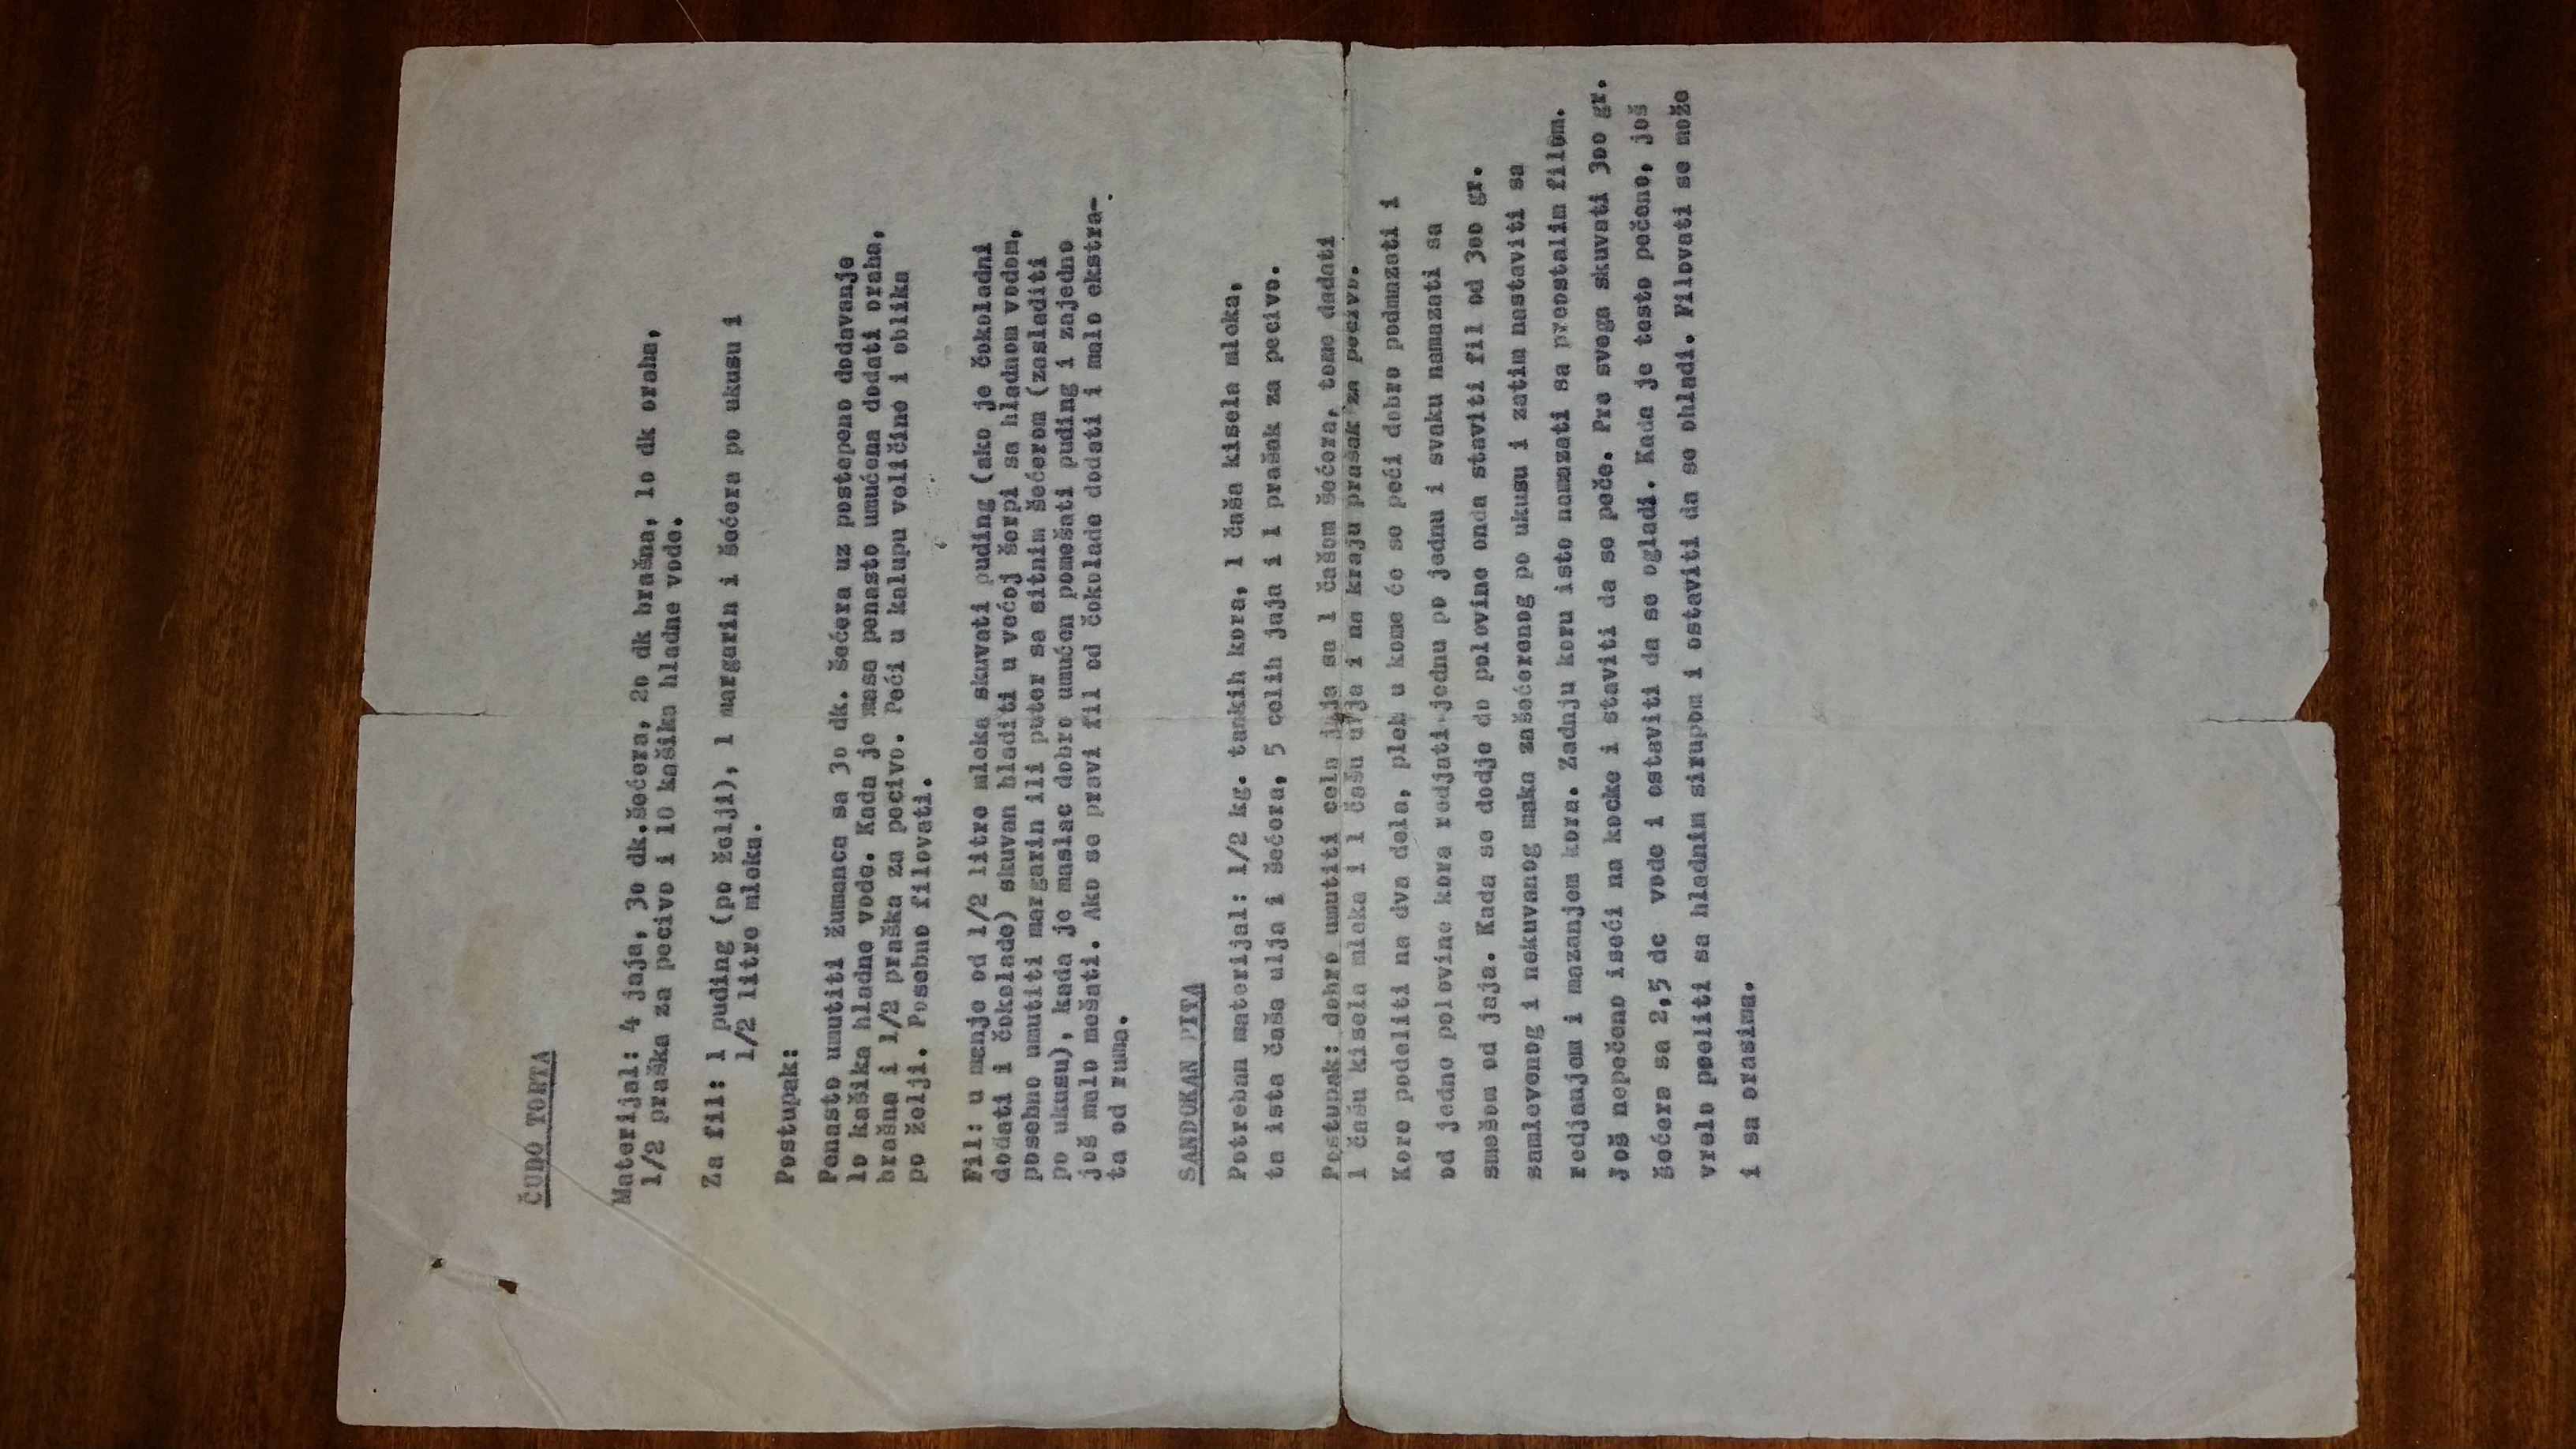 ČUDO TORTA
Materijal: 4 jaja, 3o dk.šećera, 2o dk brašna, lo dk oraha,
1/2 praška za pecivo i 10 kašika hladne vode.
Za fil: 1 puding (po želji), 1 margarin i šećera po ukusu i
1/2 litre mleka.
Postupak:
Penasto umutiti žumanca sa 3o dk. šećera uz postepeno dodavanje
lo kašika hladne vode. Kada je masa penasto umućena dodati oraha,
brašna i 1/2 praška za pecivo. Peći u kalupu veličine i oblika
po želji. Posebno filovati.
Fil: u manje od 1/2 litre mleka skuvati puding (ako je čokoladni
dodati i čokolade) skuvan hladiti u većoj šerpi sa hladnom vodom,
posebno umutiti margarin ili puter sa sitnim šećerom (zasladiti
po ukusu), kada je maslac dobro umućen pomešati puding i zajedno
još malo mešati. Ako se pravi fil od čokolade dodati i malo ekstra-
ta od ruma.
SANDOKAN PITA
Potreban materijal: 1/2 kg. tankih kora, 1 čaša kisela mleka,
ta ista čaša ulja i šećera, 5 celih jaja i 1 prašak za pecivo.
Postupak: dobro umutiti cela jaja sa 1 čašom šećera, tome dadati
1 čašu kisela mleka i 1 čašu ulja i na kraju prašak za pecivo.
Kore podeliti na dva dela, pleh u kome će se peći dobro podmazati i
od jedne polovine kora redjati jednu po jednu i svaku namazati sa
smešom od jaja. Kada se dodje do polovine onda staviti fil od 3oo gr.
samlevenog i nekuvanog maka zašećerenog po ukusu i zatim nastaviti sa
redjanjem i mazanjem kora. Zadnju koru isto namazati sa preostalim filom.
Još nepečeno iseći na kocke i staviti da se peče. Pre svega skuvati 3oo gr.
šećera sa 2,5 dc vode i ostaviti da se ogladi. Kada je testo pečeno, još
vrelo poeliti sa hladnim sirupom i ostaviti da se ohladi. Filovati se može
i sa orasima.